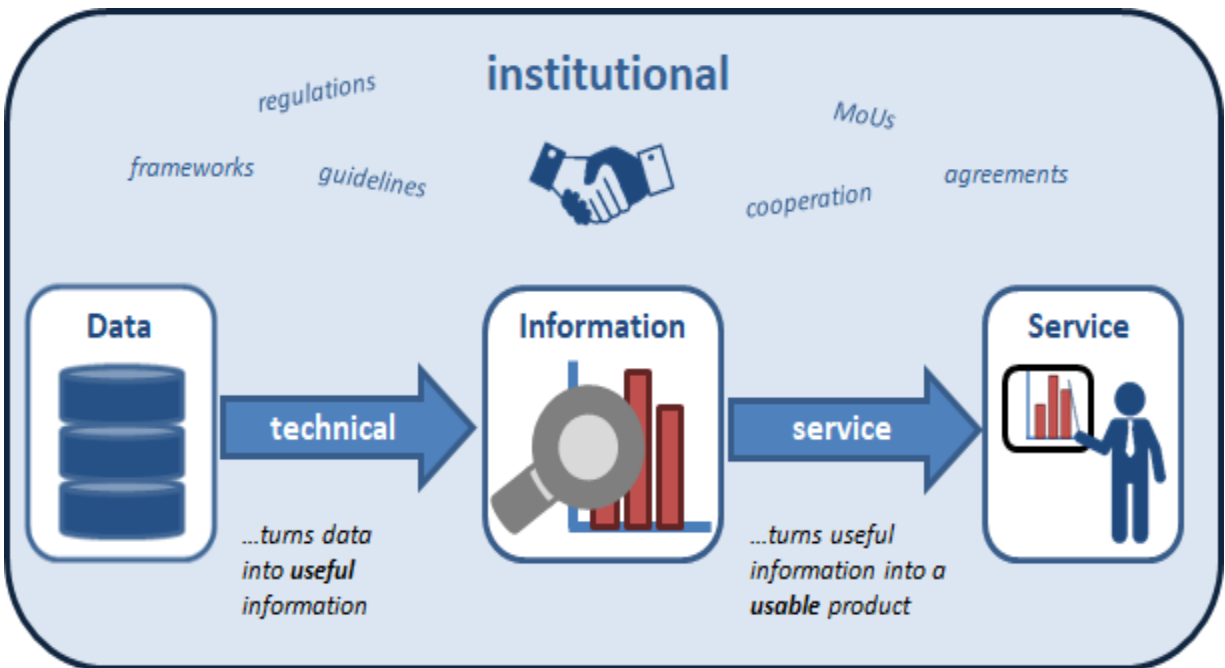 institutional
regulations
MoUs
frameworks
guidelines
cooperation
agreements
Data
Information
Service
technical
service
...turns data
into useful
information
...turns useful
information into a
usable product